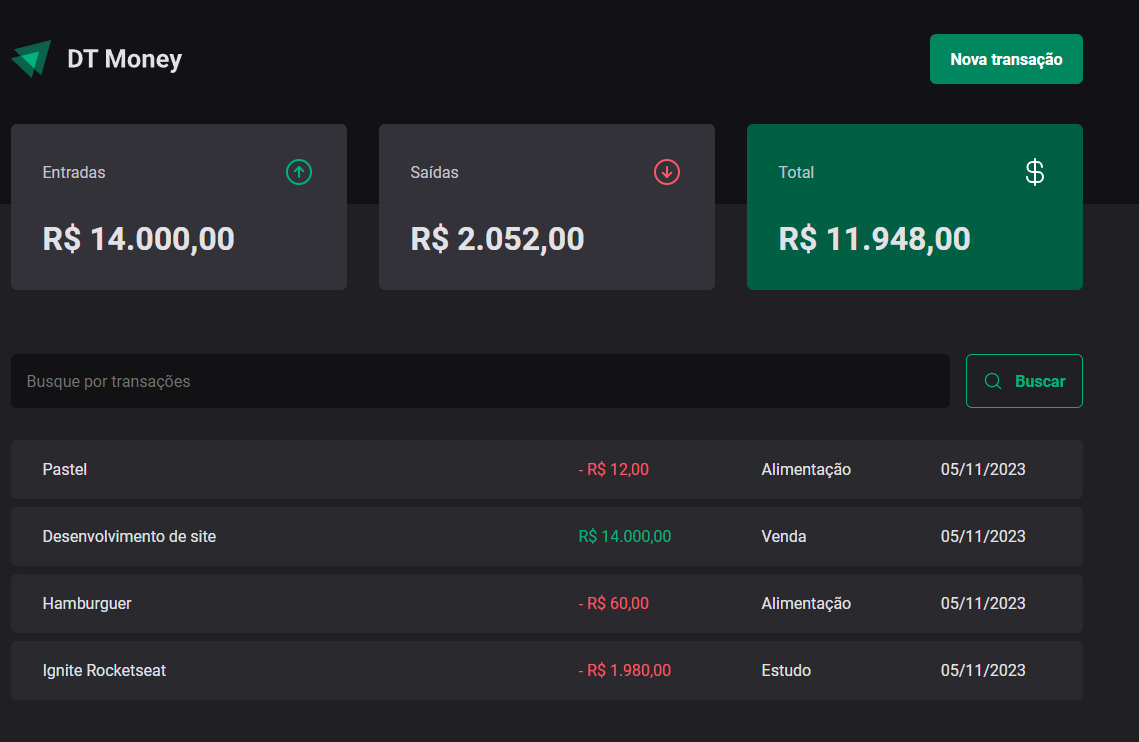 DT Money
Nova transação
Entradas
R$ 14.000,00
Saídas
R$ 2.052,00
Total
$
R$ 11.948,00
Busque por transações
Buscar
Pastel - R$ 12,00 Alimentação 05/11/2023
Desenvolvimento de site R$ 14.000,00 Venda 05/11/2023
Hamburguer - R$ 60,00 Alimentação 05/11/2023
Ignite Rocketseat - R$ 1.980,00 Estudo 05/11/2023